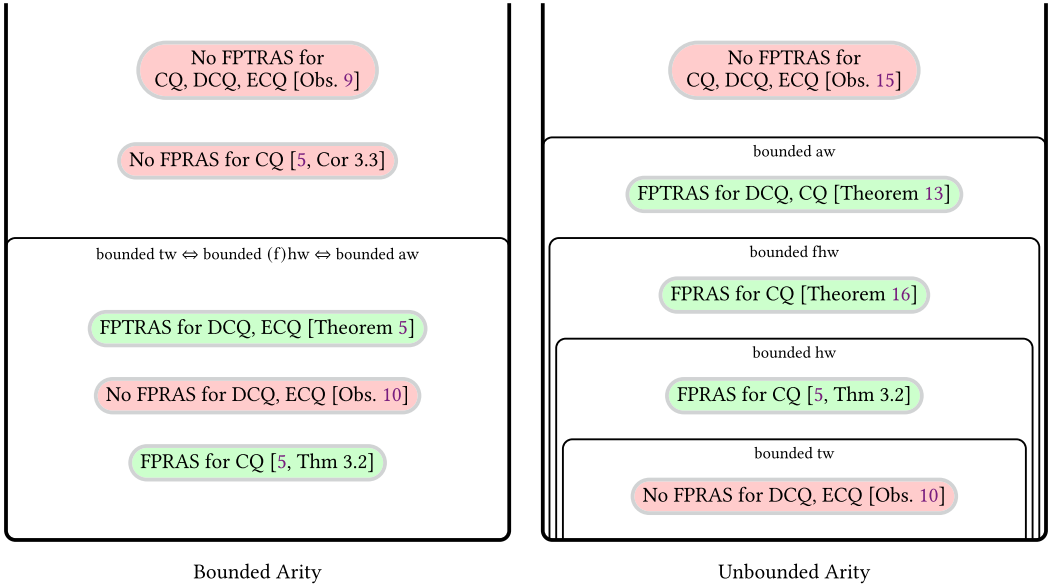 No FPTRAS for
CQ, DCQ, ECQ [Obs. 9]
No FPRAS for CQ [5, Cor 3.3]
bounded tw ⇔ bounded (f)hw ⇔ bounded aw
FPTRAS for DCQ, ECQ [Theorem 5]
No FPRAS for DCQ, ECQ [Obs. 10]
FPRAS for CQ [5, Thm 3.2]
Bounded Arity
No FPTRAS for
CQ, DCQ, ECQ [Obs. 15]
bounded aw
FPTRAS for DCQ, CQ [Theorem 13]
bounded fhw
FPRAS for CQ [Theorem 16]
bounded hw
FPRAS for CQ [5, Thm 3.2]
bounded tw
No FPRAS for DCQ, ECQ [Obs. 10]
Unbounded Arity